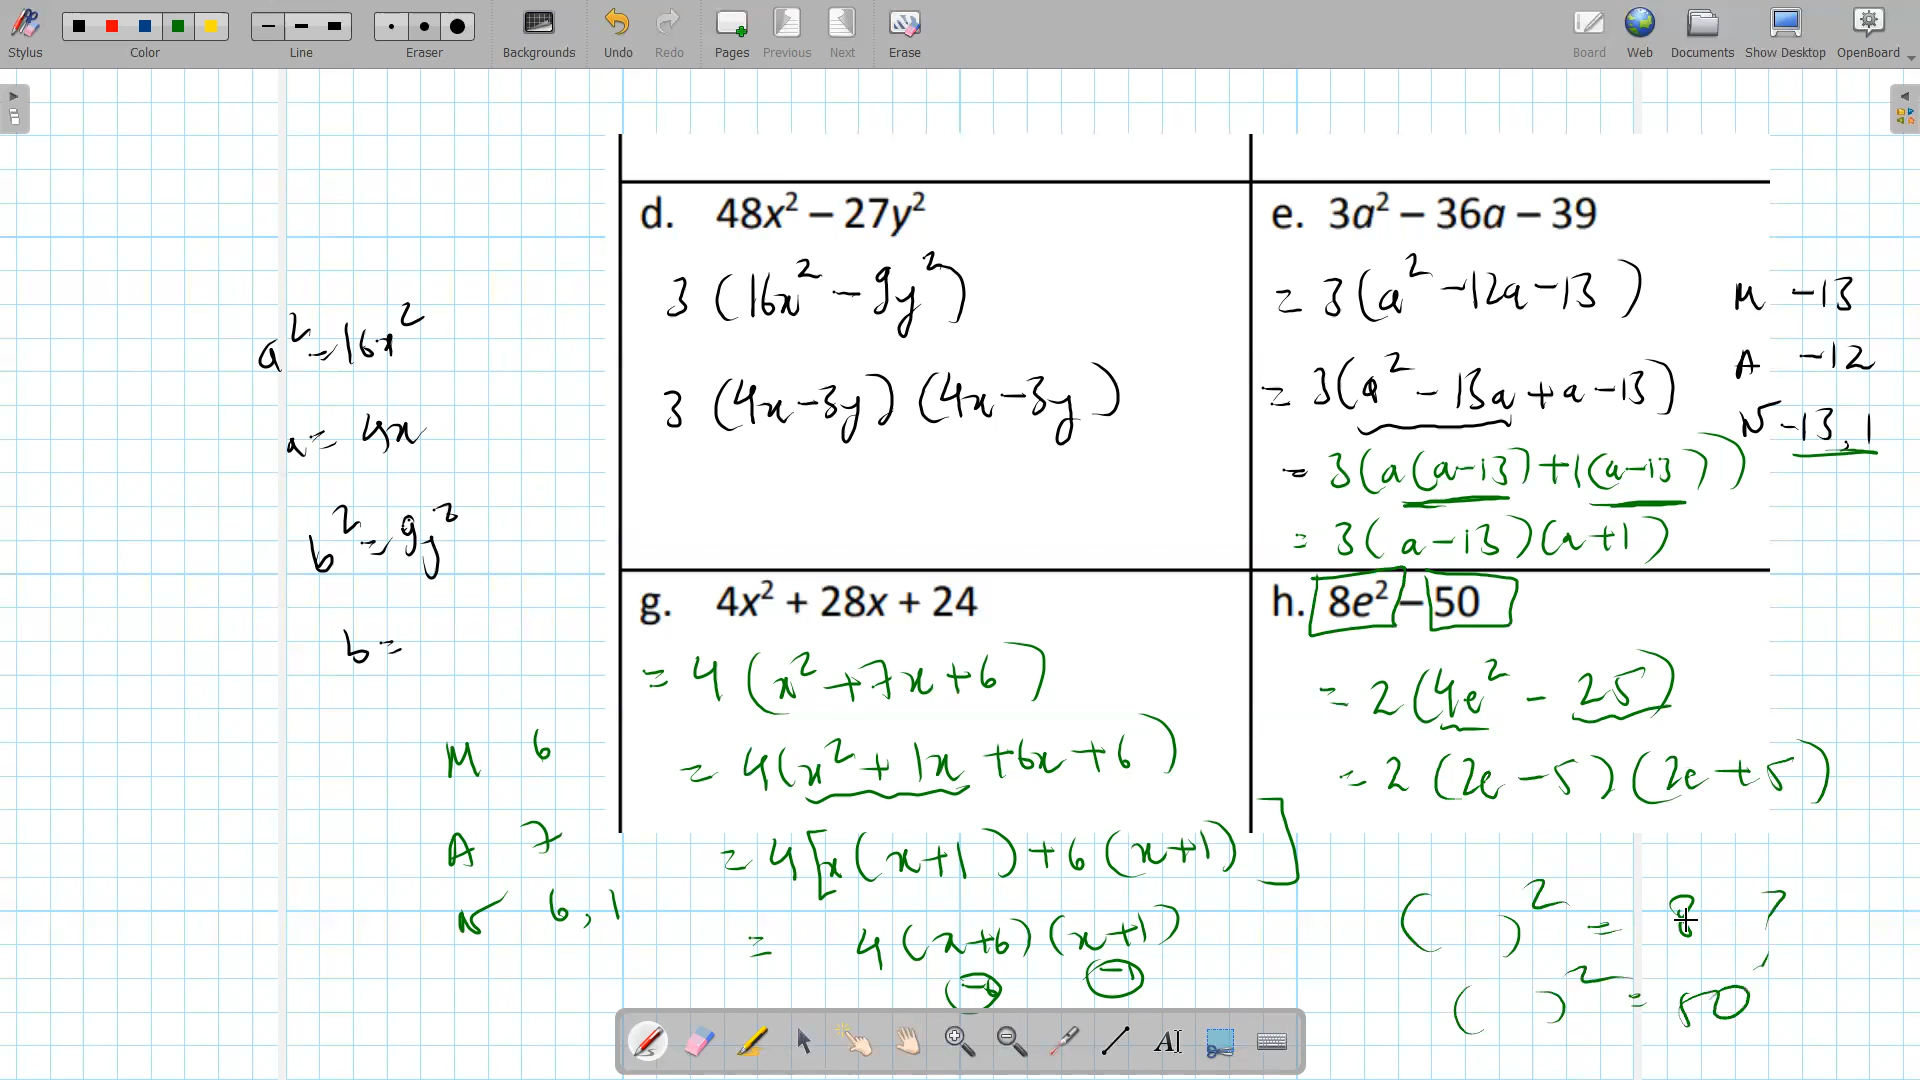 Stylus Color Line Eraser Backgrounds Undo Redo Pages Previous Next Erase Board Web Documents Show Desktop OpenBoard
d. 48x² – 27y²
3 (16x² - 9y²)
3 (4x-3y) (4x-3y)
e. 3a² – 36a – 39
= 3(a² -12a-13)
= 3(a² -13a+a-13)
= 3(a(a-13)+1(a-13))
= 3(a-13)(a+1)
M -13
A -12
N -13,1
a²=16x²
a= 4x
b²=9y²
b=
g. 4x² + 28x + 24
= 4 (x²+7x+6)
= 4(x²+1x+6x+6)
= 4[x(x+1)+6(x+1)]
= 4(x+6)(x+1)
-6 -1
M 6
A 7
N 6,1
h. 8e² – 50
= 2(4e² - 25)
= 2(2e-5)(2e+5)
( )² = 8 ?
( )² = 50